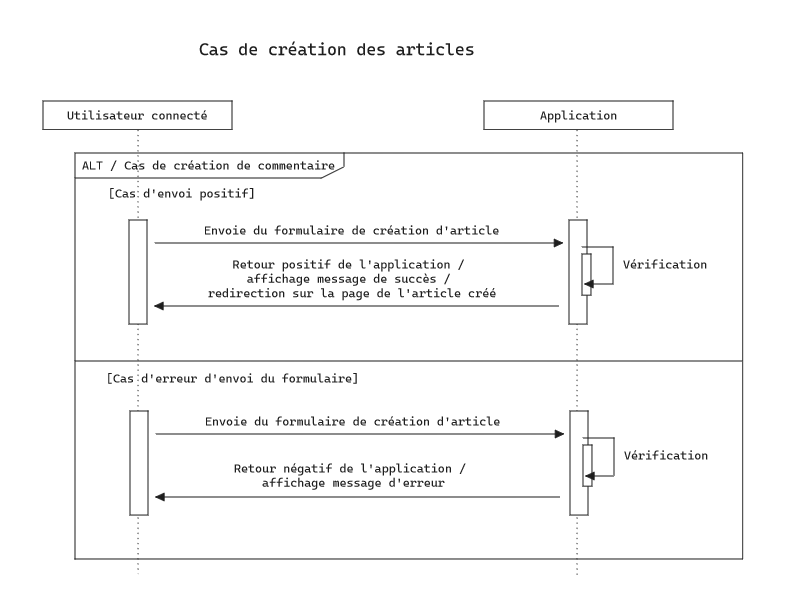 Cas de création des articles
Utilisateur connecté
Application
ALT / Cas de création de commentaire
[Cas d'envoi positif]
Envoie du formulaire de création d'article
Vérification
Retour positif de l'application /
affichage message de succès /
redirection sur la page de l'article créé
[Cas d'erreur d'envoi du formulaire]
Envoie du formulaire de création d'article
Vérification
Retour négatif de l'application /
affichage message d'erreur